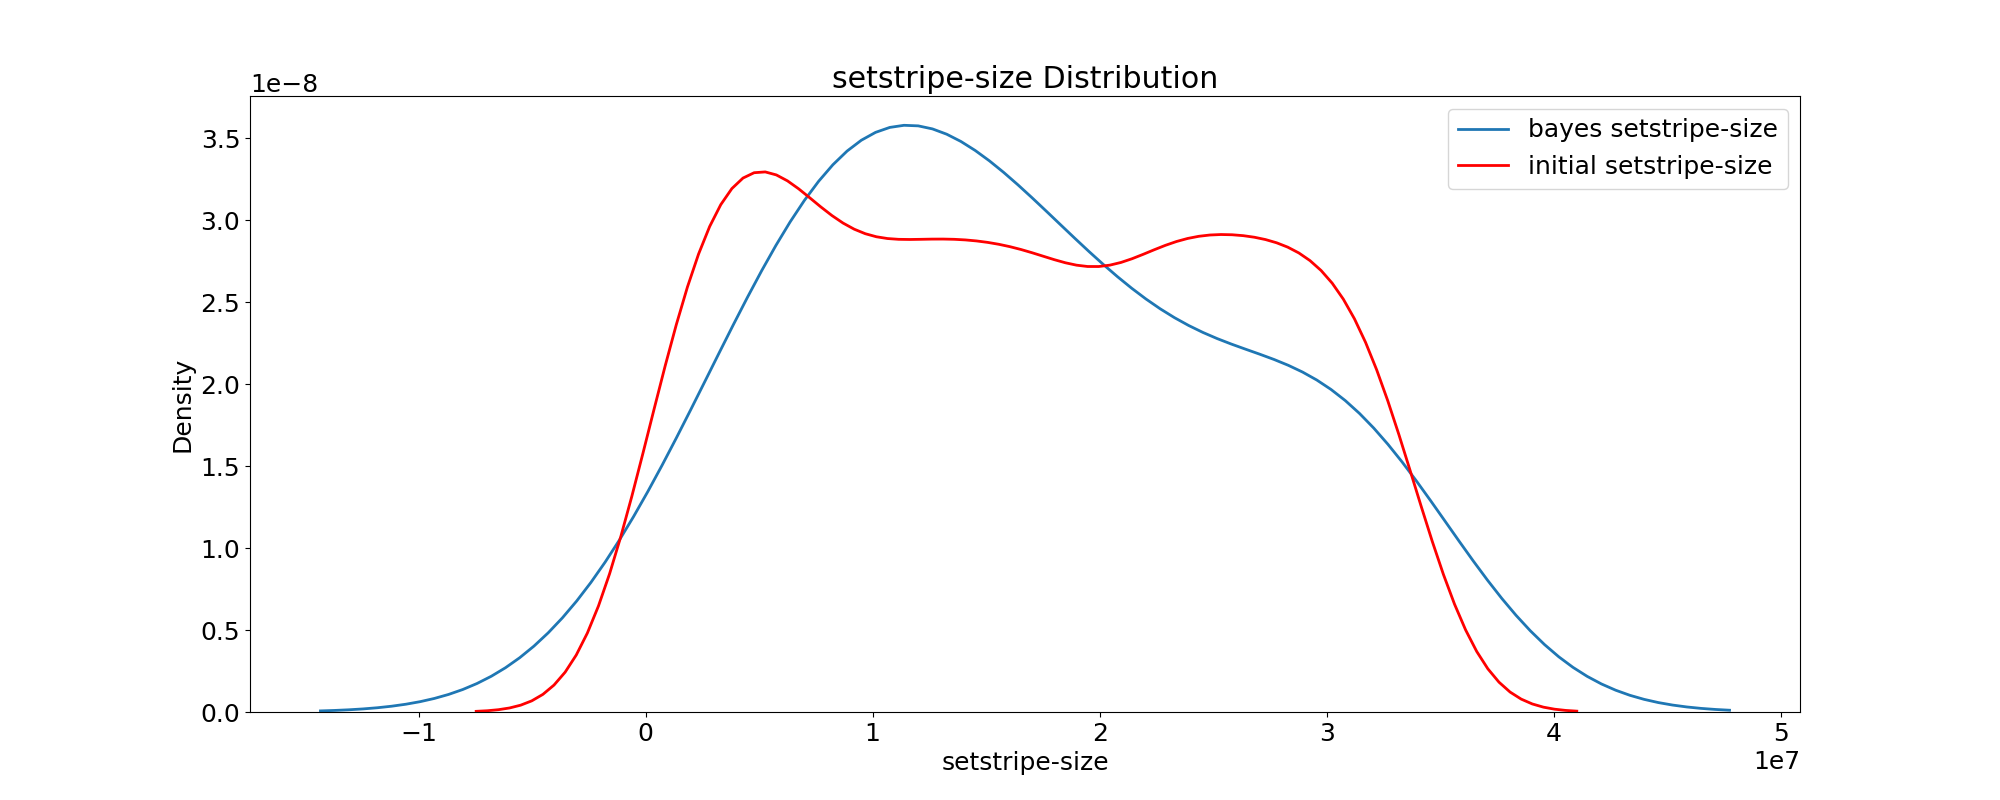 setstripe-size Distribution
1e−8
bayes setstripe-size
initial setstripe-size
3.5
3.0
2.5
2.0
1.5
1.0
0.5
0.0
Density
−1 0 1 2 3 4 5
1e7
setstripe-size